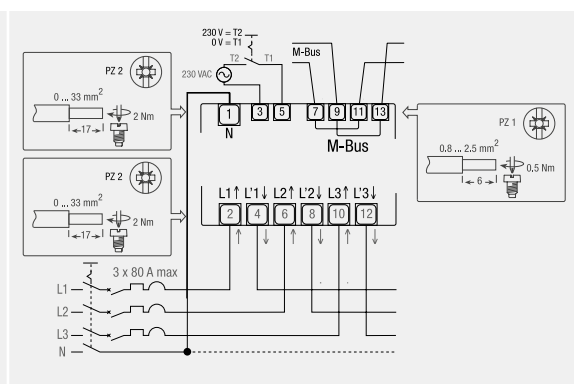 230 V = T2
0 V = T1
T2 T1
230 VAC
M-Bus
PZ 2
0 ... 33 mm²
17
2 Nm
1 3 5 7 9 11 13
N
M-Bus
PZ 1
0.8 ... 2.5 mm²
6
0,5 Nm
PZ 2
0 ... 33 mm²
17
2 Nm
L1↑ L'1↓ L2↑ L'2↓ L3↑ L'3↓
2 4 6 8 10 12
3 x 80 A max
L1
L2
L3
N